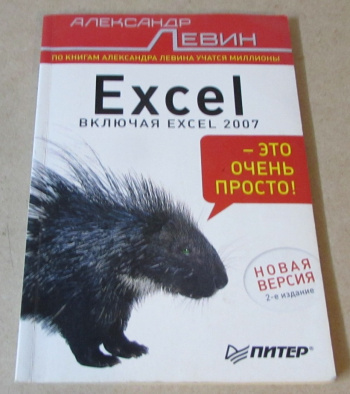 АЛЕКСАНДР
ЛЕВИН
ПО КНИГАМ АЛЕКСАНДРА ЛЕВИНА УЧАТСЯ МИЛЛИОНЫ
Excel
ВКЛЮЧАЯ EXCEL 2007
– ЭТО
ОЧЕНЬ
ПРОСТО!
НОВАЯ
ВЕРСИЯ
2-е издание
ПИТЕР®